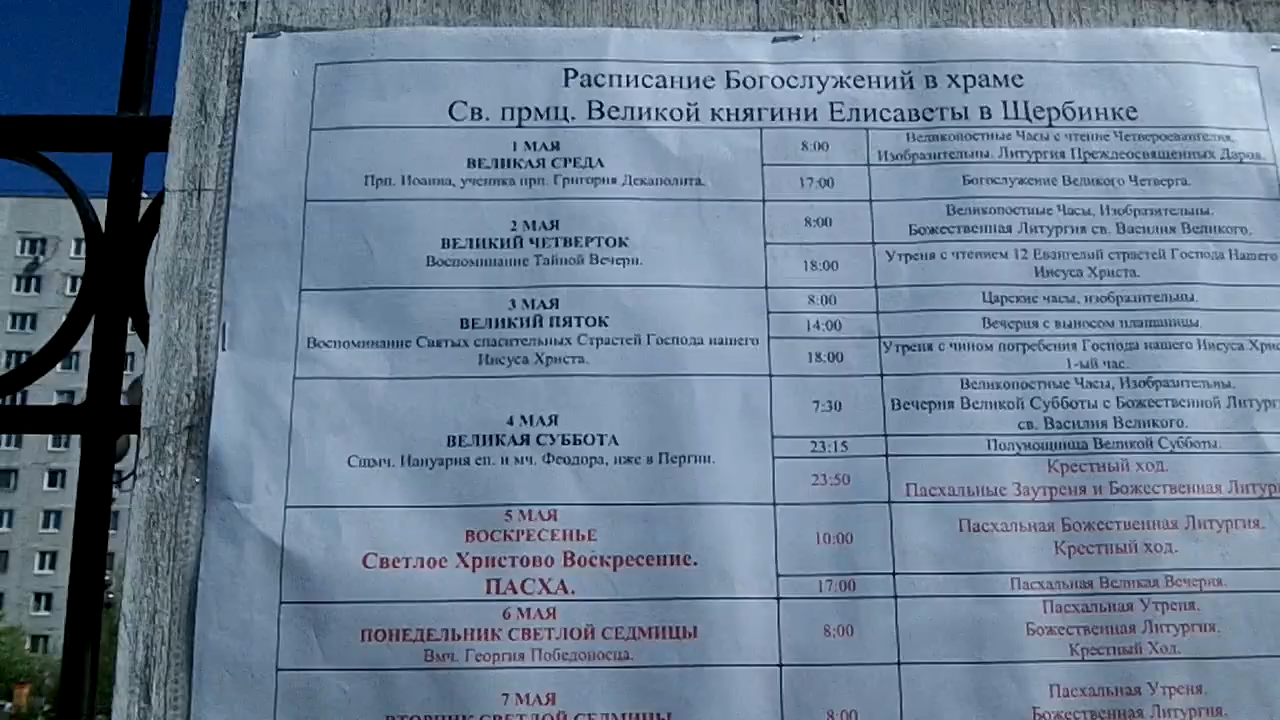 Расписание Богослужений в храме
Св. прмц. Великой княгини Елисаветы в Щербинке
1 МАЯ
ВЕЛИКАЯ СРЕДА
Прп. Иоанна, ученика прп. Григория Декаполита.
8:00
Великопостные Часы с чтение Четвероевангелия,
Изобразительны. Литургия Преждеосвященных Даров.
17:00
Богослужение Великого Четверга.
2 МАЯ
ВЕЛИКИЙ ЧЕТВЕРТОК
Воспоминание Тайной Вечери.
8:00
Великопостные Часы, Изобразительны.
Божественная Литургия св. Василия Великого.
18:00
Утреня с чтением 12 Евангелий страстей Господа Нашего
Иисуса Христа.
3 МАЯ
ВЕЛИКИЙ ПЯТОК
Воспоминание Святых спасительных Страстей Господа нашего
Иисуса Христа.
8:00
Царские часы, изобразительны.
14:00
Вечерня с выносом плащаницы.
18:00
Утреня с чином погребения Господа нашего Иисуса
1-ый час.
4 МАЯ
ВЕЛИКАЯ СУББОТА
Сщмч. Иануария еп. и мч. Феодора, иже в Пергии.
7:30
Великопостные Часы, Изобразительны.
Вечерня Великой Субботы с Божественной
св. Василия Великого.
23:15
Полунощница Великой Субботы.
23:50
Крестный ход.
Пасхальные Заутреня и Божественная
5 МАЯ
ВОСКРЕСЕНЬЕ
Светлое Христово Воскресение.
ПАСХА.
10:00
Пасхальная Божественная Литургия.
Крестный ход.
17:00
Пасхальная Великая Вечерня.
6 МАЯ
ПОНЕДЕЛЬНИК СВЕТЛОЙ СЕДМИЦЫ
Вмч. Георгия Победоносца.
8:00
Пасхальная Утреня.
Божественная Литургия.
Крестный Ход.
7 МАЯ
ВТОРНИК СВЕТЛОЙ СЕДМИЦЫ
8:00
Пасхальная Утреня.
Божественная Литургия.